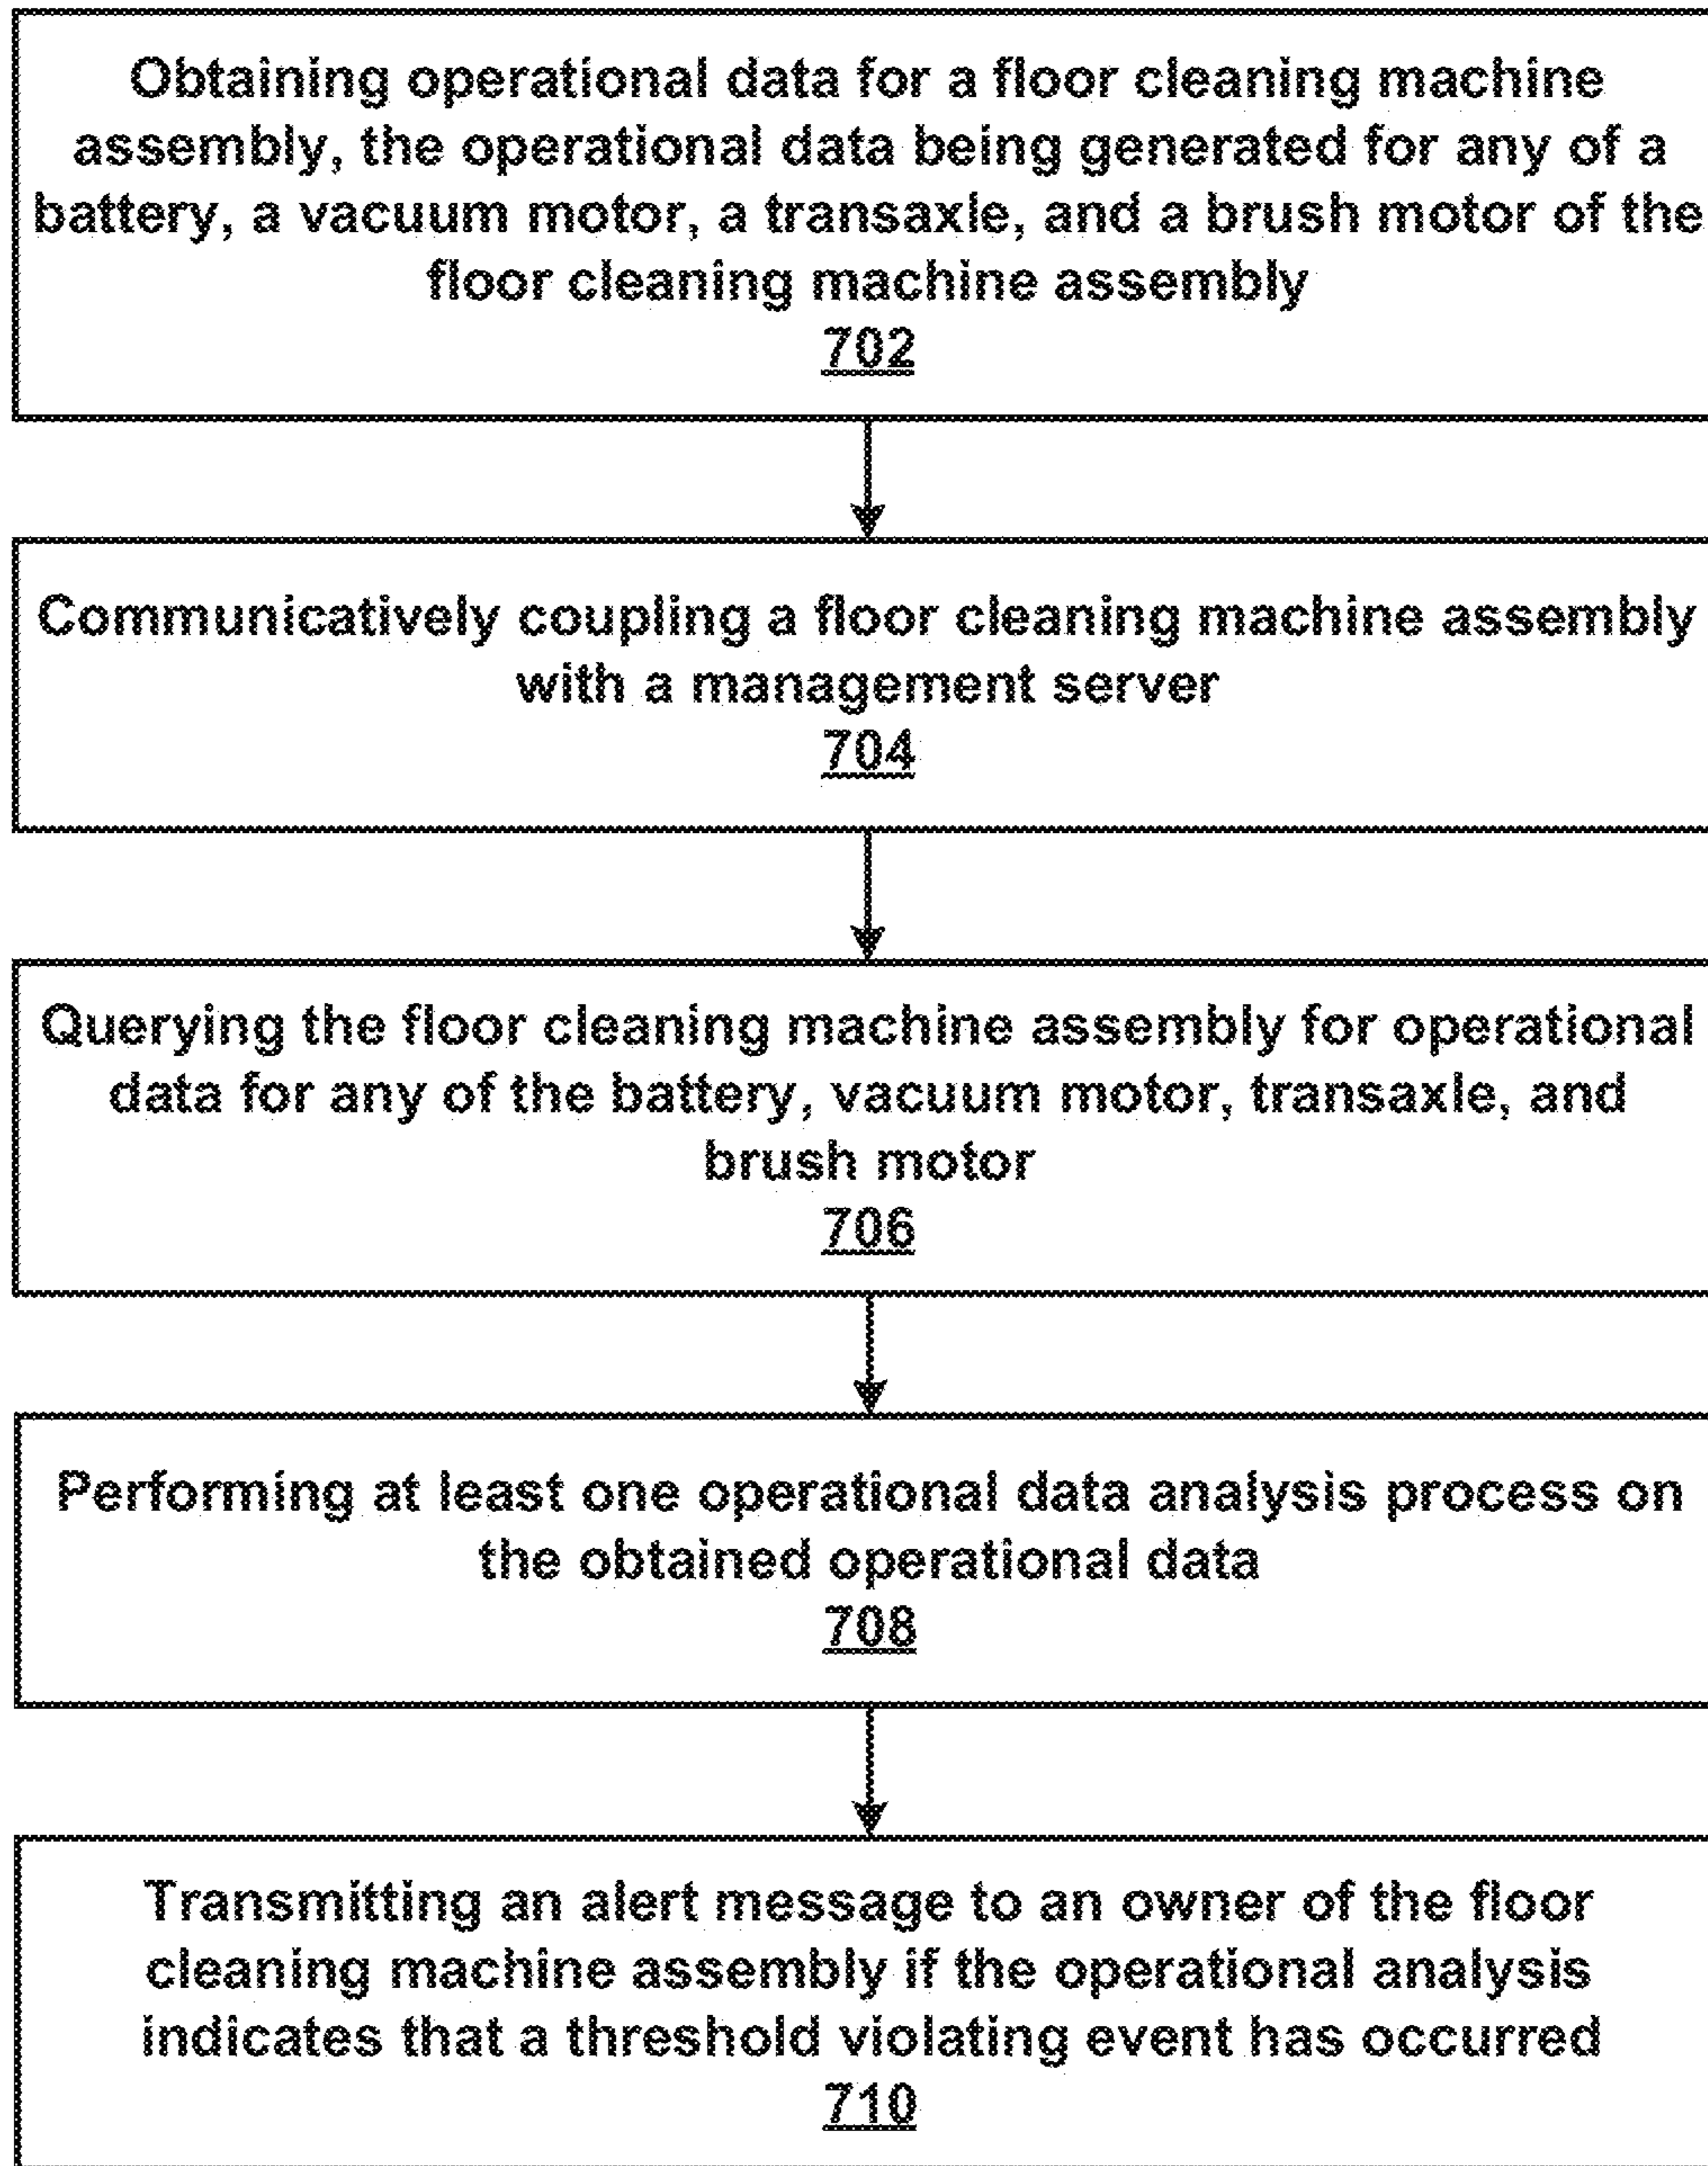 Obtaining operational data for a floor cleaning machine
assembly, the operational data being generated for any of a
battery, a vacuum motor, a transaxle, and a brush motor of the
floor cleaning machine assembly
702
Communicatively coupling a floor cleaning machine assembly
with a management server
704
Querying the floor cleaning machine assembly for operational
data for any of the battery, vacuum motor, transaxle, and
brush motor
706
Performing at least one operational data analysis process on
the obtained operational data
708
Transmitting an alert message to an owner of the floor
cleaning machine assembly if the operational analysis
indicates that a threshold violating event has occurred
710